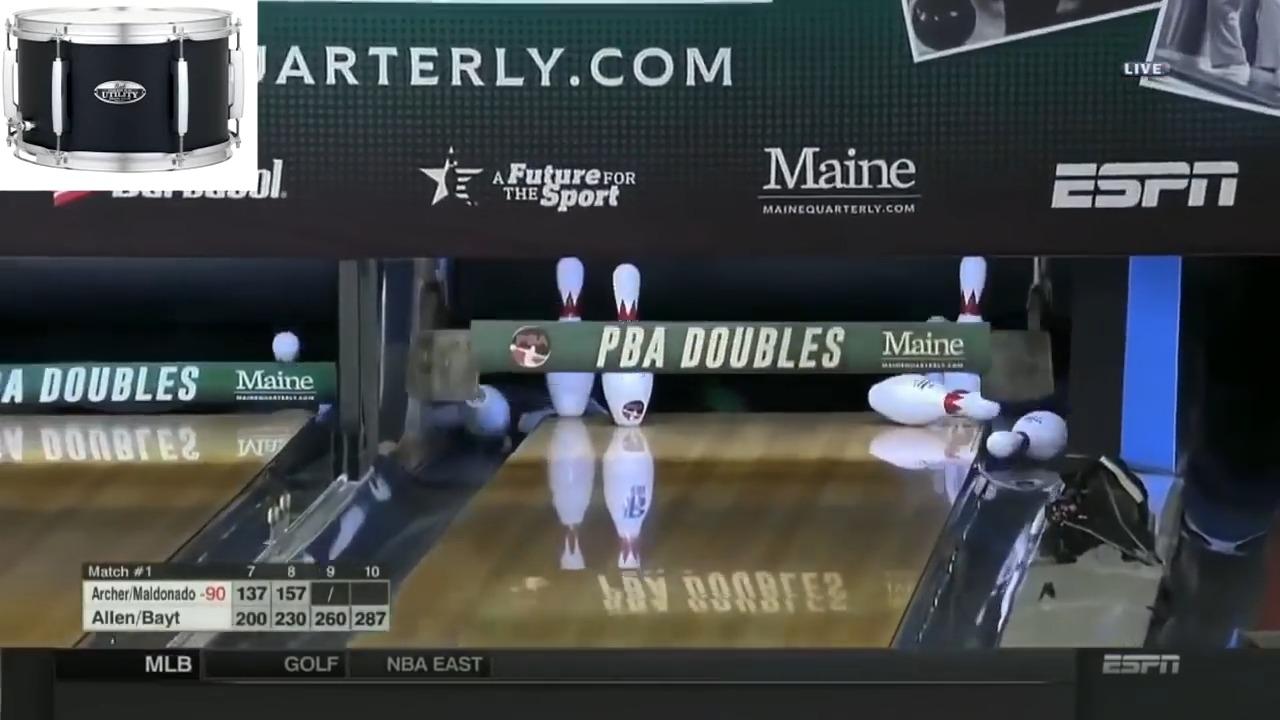 UARTERLY.COM
LIVE
UTILITY
Barbasol.
A Future FOR
THE Sport
Maine
MAINEQUARTERLY.COM
ESPN
PBA DOUBLES
Maine
A DOUBLES
Maine
Match #1 7 8 9 10
Archer/Maldonado -90 137 157 /
Allen/Bayt 200 230 260 287
MLB GOLF NBA EAST
ESPN